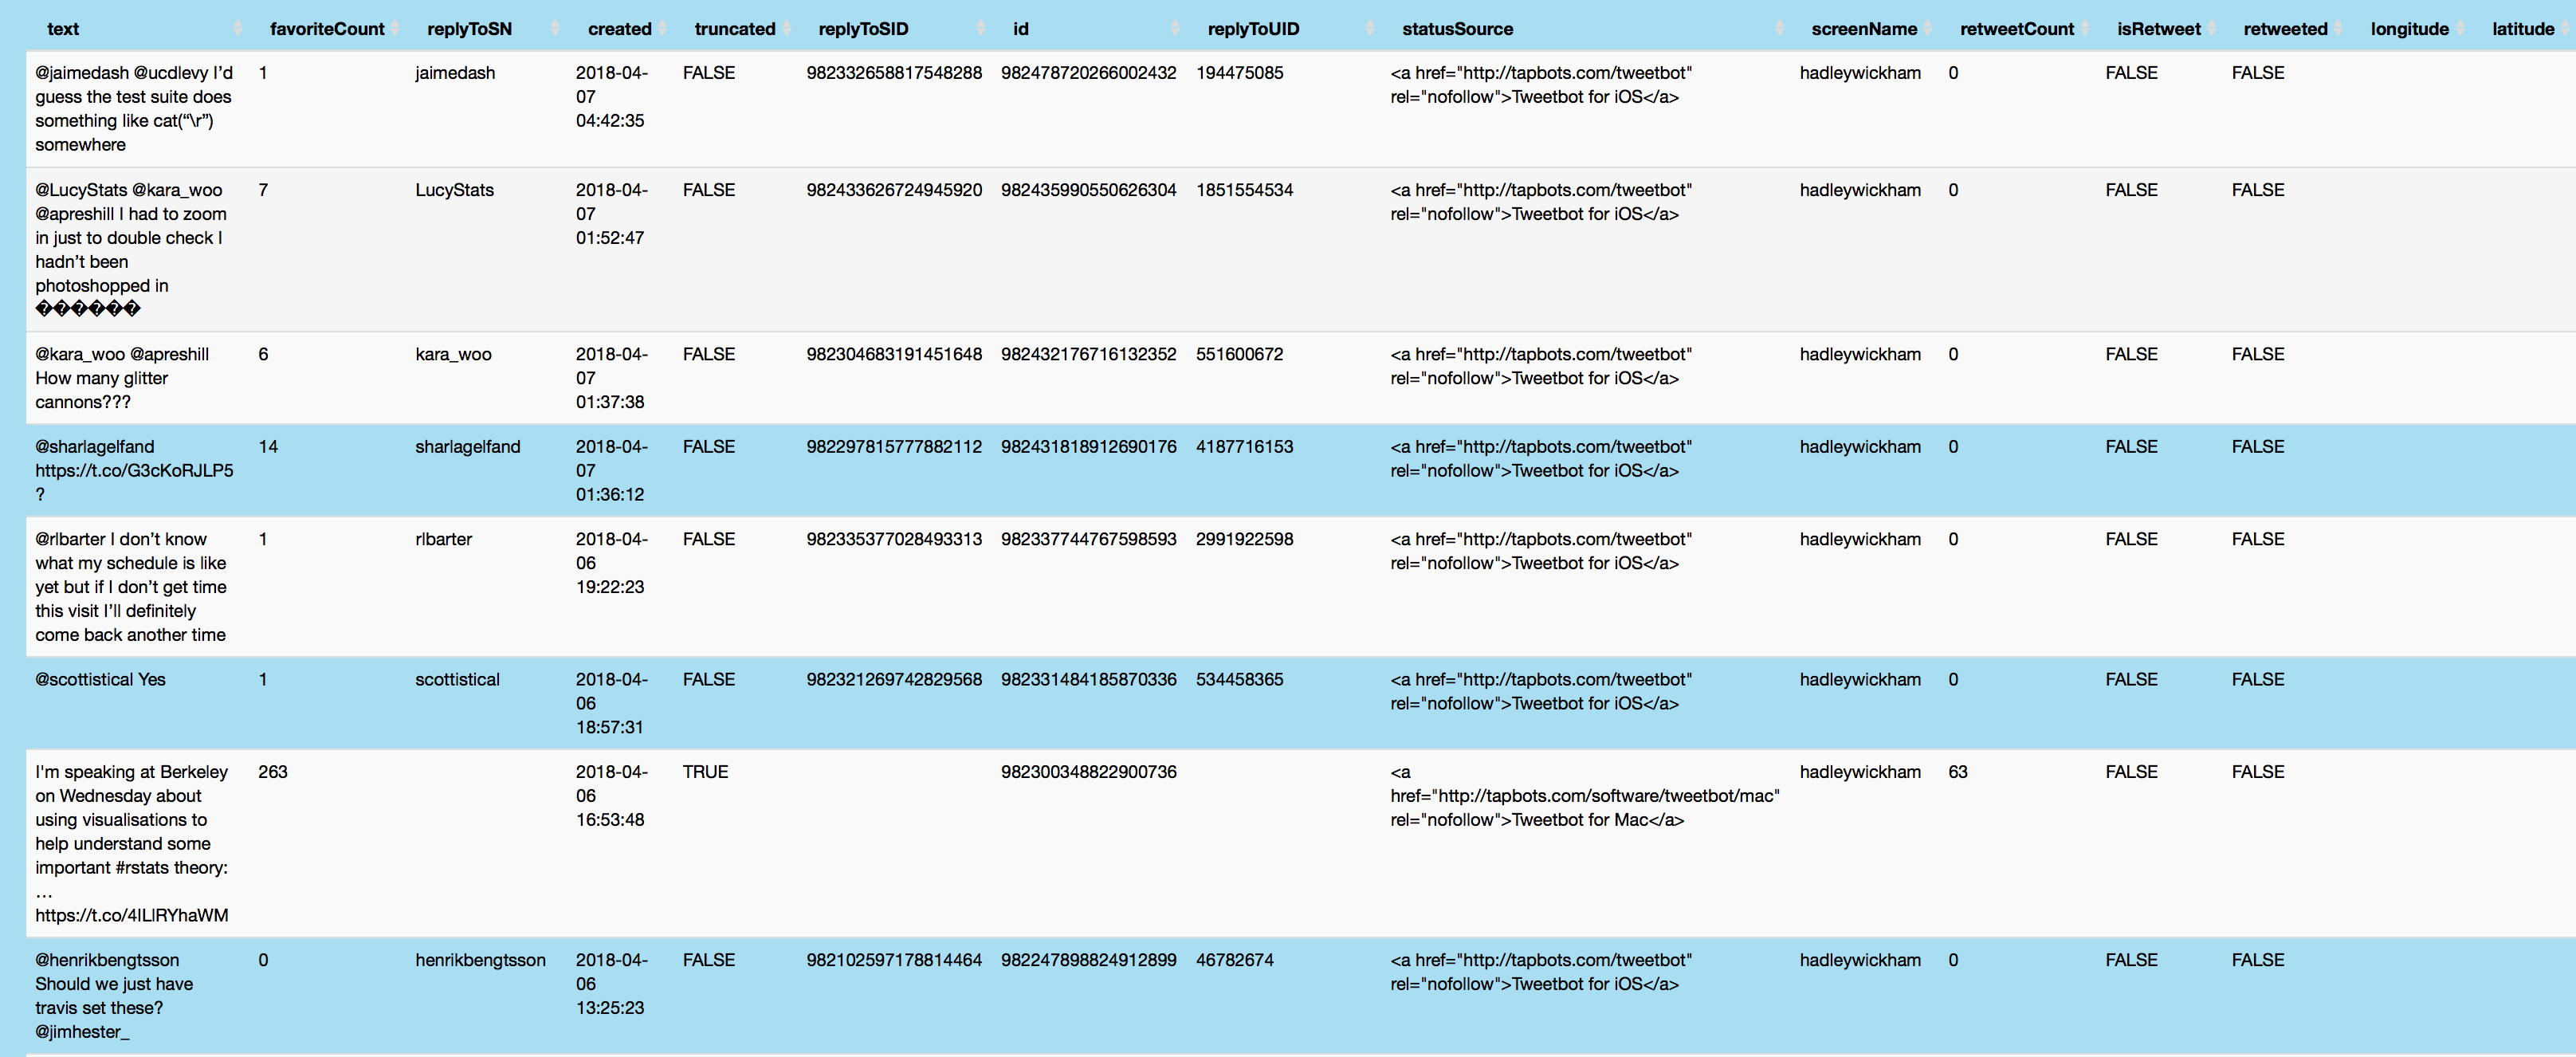 text favoriteCount replyToSN created truncated replyToSID id replyToUID statusSource screenName retweetCount isRetweet retweeted longitude latitude
@jaimedash @ucdlevy I’d 1 jaimedash 2018-04- FALSE 982332658817548288 982478720266002432 194475085 <a href="http://tapbots.com/tweetbot" hadleywickham 0 FALSE FALSE
guess the test suite does 07 rel="nofollow">Tweetbot for iOS</a>
something like cat(“\r”) 04:42:35
somewhere
@LucyStats @kara_woo 7 LucyStats 2018-04- FALSE 982433626724945920 982435990550626304 1851554534 <a href="http://tapbots.com/tweetbot" hadleywickham 0 FALSE FALSE
@apreshill I had to zoom 07 rel="nofollow">Tweetbot for iOS</a>
in just to double check I 01:52:47
hadn’t been
photoshopped in
������
@kara_woo @apreshill 6 kara_woo 2018-04- FALSE 982304683191451648 982432176716132352 551600672 <a href="http://tapbots.com/tweetbot" hadleywickham 0 FALSE FALSE
How many glitter 07 rel="nofollow">Tweetbot for iOS</a>
cannons??? 01:37:38
@sharlagelfand 14 sharlagelfand 2018-04- FALSE 982297815777882112 982431818912690176 4187716153 <a href="http://tapbots.com/tweetbot" hadleywickham 0 FALSE FALSE
https://t.co/G3cKoRJLP5 07 rel="nofollow">Tweetbot for iOS</a>
? 01:36:12
@rlbarter I don’t know 1 rlbarter 2018-04- FALSE 982335377028493313 982337744767598593 2991922598 <a href="http://tapbots.com/tweetbot" hadleywickham 0 FALSE FALSE
what my schedule is like 06 rel="nofollow">Tweetbot for iOS</a>
yet but if I don’t get time 19:22:23
this visit I’ll definitely
come back another time
@scottistical Yes 1 scottistical 2018-04- FALSE 982321269742829568 982331484185870336 534458365 <a href="http://tapbots.com/tweetbot" hadleywickham 0 FALSE FALSE
06 rel="nofollow">Tweetbot for iOS</a>
18:57:31
I'm speaking at Berkeley 263 2018-04- TRUE 982300348822900736 <a hadleywickham 63 FALSE FALSE
on Wednesday about 06 href="http://tapbots.com/software/tweetbot/mac"
using visualisations to 16:53:48 rel="nofollow">Tweetbot for Mac</a>
help understand some
important #rstats theory:
…
https://t.co/4ILlRYhaWM
@henrikbengtsson 0 henrikbengtsson 2018-04- FALSE 982102597178814464 982247898824912899 46782674 <a href="http://tapbots.com/tweetbot" hadleywickham 0 FALSE FALSE
Should we just have 06 rel="nofollow">Tweetbot for iOS</a>
travis set these? 13:25:23
@jimhester_